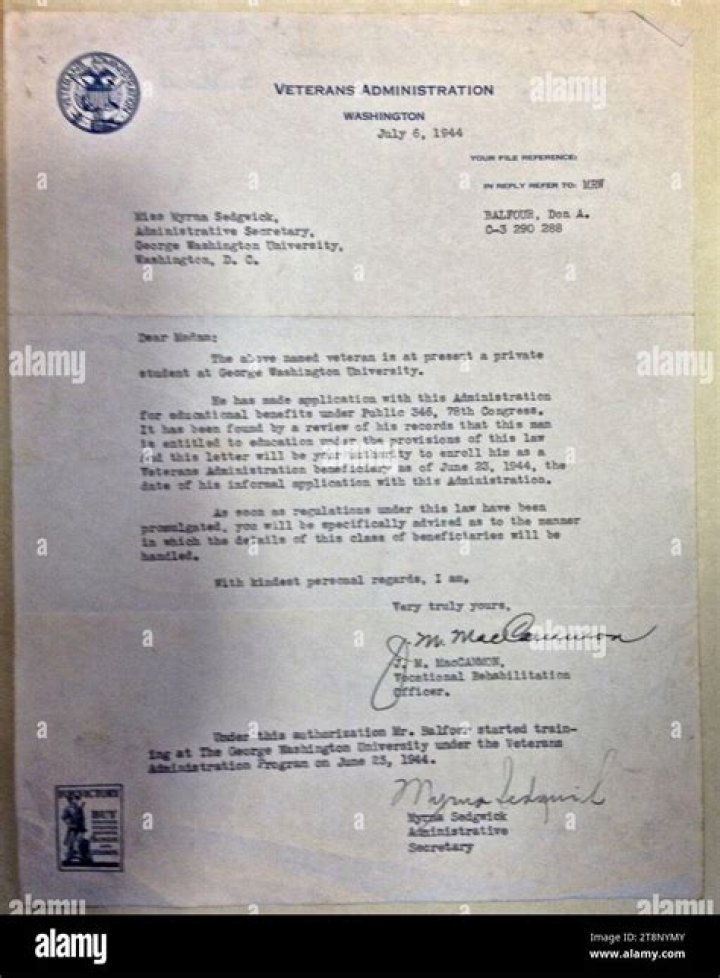 VETERANS ADMINISTRATION
VETERANS ADMINISTRATION
WASHINGTON
July 6, 1944
YOUR FILE REFERENCE:
IN REPLY REFER TO: MRW
BALFOUR, Don A.
C-3 290 288
Miss Myrna Sedgwick,
Administrative Secretary,
George Washington University,
Washington, D. C.
Dear Madam:
The above named veteran is at present a private
student at George Washington University.
He has made application with this Administration
for educational benefits under Public 346, 78th Congress.
It has been found by a review of his records that this man
is entitled to education under the provisions of this law
and this letter will be your authority to enroll him as a
Veterans Administration beneficiary as of June 23, 1944, the
date of his informal application with this Administration.
As soon as regulations under this law have been
promulgated, you will be specifically advised as to the manner
in which the details of this class of beneficiaries will be
handled.
With kindest personal regards, I am,
Very truly yours,
J. M. MacCammon
J. M. MacCAMMON,
Vocational Rehabilitation
Officer.
Under this authorization Mr. Balfour started train-
ing at The George Washington University under the Veterans
Administration Program on June 23, 1944.
Myrna Sedgwick
Myrna Sedgwick
Administrative
Secretary
FOR VICTORY
BUY
alamy
Image ID: 2T8NYMY
www.alamy.com